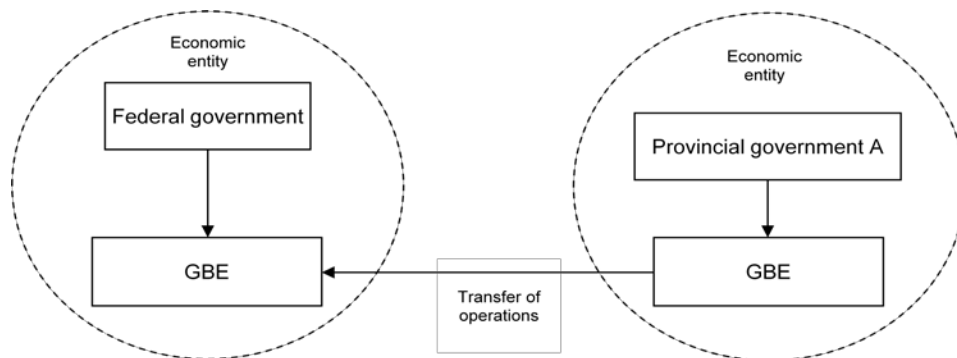 Economic
entity
Federal government
GBE
Economic
entity
Provincial government A
GBE
Transfer of
operations